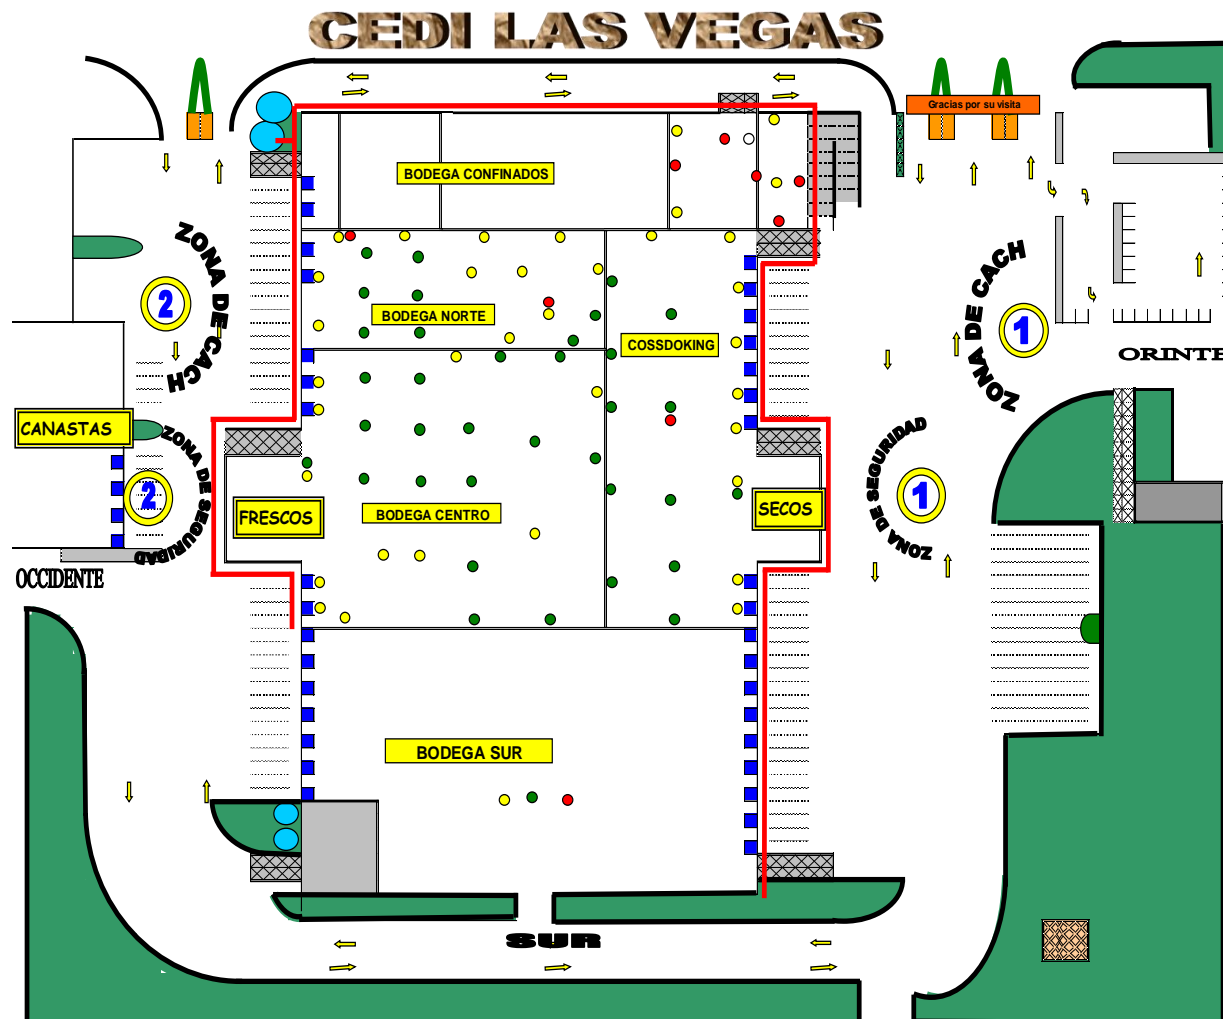 CEDI LAS VEGAS
Gracias por su visita
BODEGA CONFINADOS
ZONA DE CACH
2
BODEGA NORTE
COSSDOKING
ZONA DE CACH
1
ORINTE
CANASTAS
ZONA DE SEGURIDAD
2
FRESCOS
BODEGA CENTRO
SECOS
ZONA DE SEGURIDAD
1
OCCIDENTE
BODEGA SUR
SUR